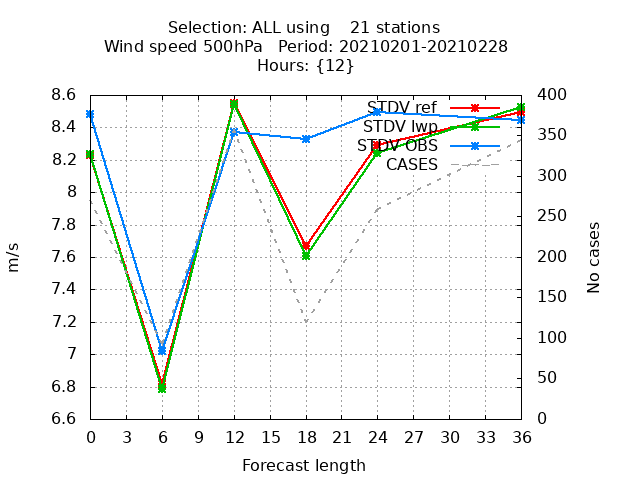 Selection: ALL using    21 stations
Wind speed 500hPa   Period: 20210201-20210228
Hours: {12}
8.6
8.4
8.2
8
7.8
7.6
7.4
7.2
7
6.8
6.6
m/s
STDV ref
STDV lwp
STDV OBS
CASES
400
350
300
250
200
150
100
50
0
No cases
0 3 6 9 12 15 18 21 24 27 30 33 36
Forecast length